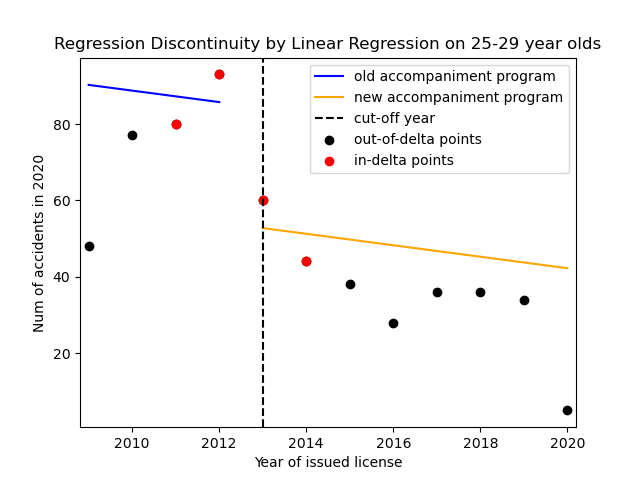 Regression Discontinuity by Linear Regression on 25-29 year olds
old accompaniment program
new accompaniment program
cut-off year
out-of-delta points
in-delta points
80
60
40
20
Num of accidents in 2020
2010 2012 2014 2016 2018 2020
Year of issued license